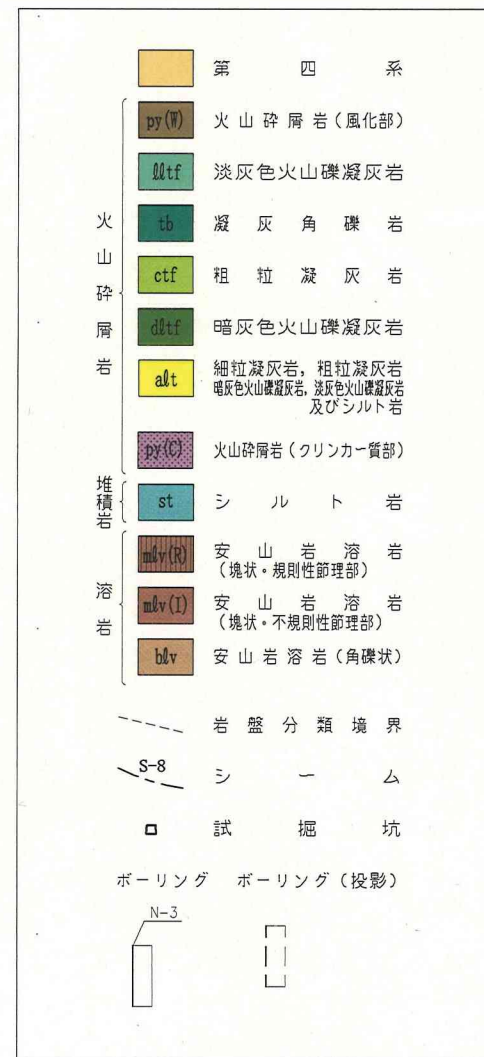 第四系
火山砕屑岩
py(W) 火山砕屑岩(風化部)
lltf 淡灰色火山礫凝灰岩
tb 凝灰角礫岩
ctf 粗粒凝灰岩
dltf 暗灰色火山礫凝灰岩
alt 細粒凝灰岩, 粗粒凝灰岩
暗灰色火山礫凝灰岩, 淡灰色火山礫凝灰岩
及びシルト岩
py(C) 火山砕屑岩(クリンカー質部)
堆積岩
st シルト岩
溶岩
mlv(R) 安山岩溶岩
(塊状・規則性節理部)
mlv(I) 安山岩溶岩
(塊状・不規則性節理部)
blv 安山岩溶岩(角礫状)
岩盤分類境界
S-8 シーム
試掘坑
ボーリング ボーリング(投影)
N-3